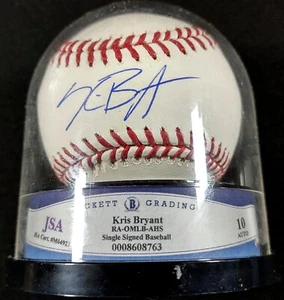 CKETT B GRADING
JSA
Kris Bryant
RA-OMLB-AHS
Single Signed Baseball
0008608763
10
AUTO